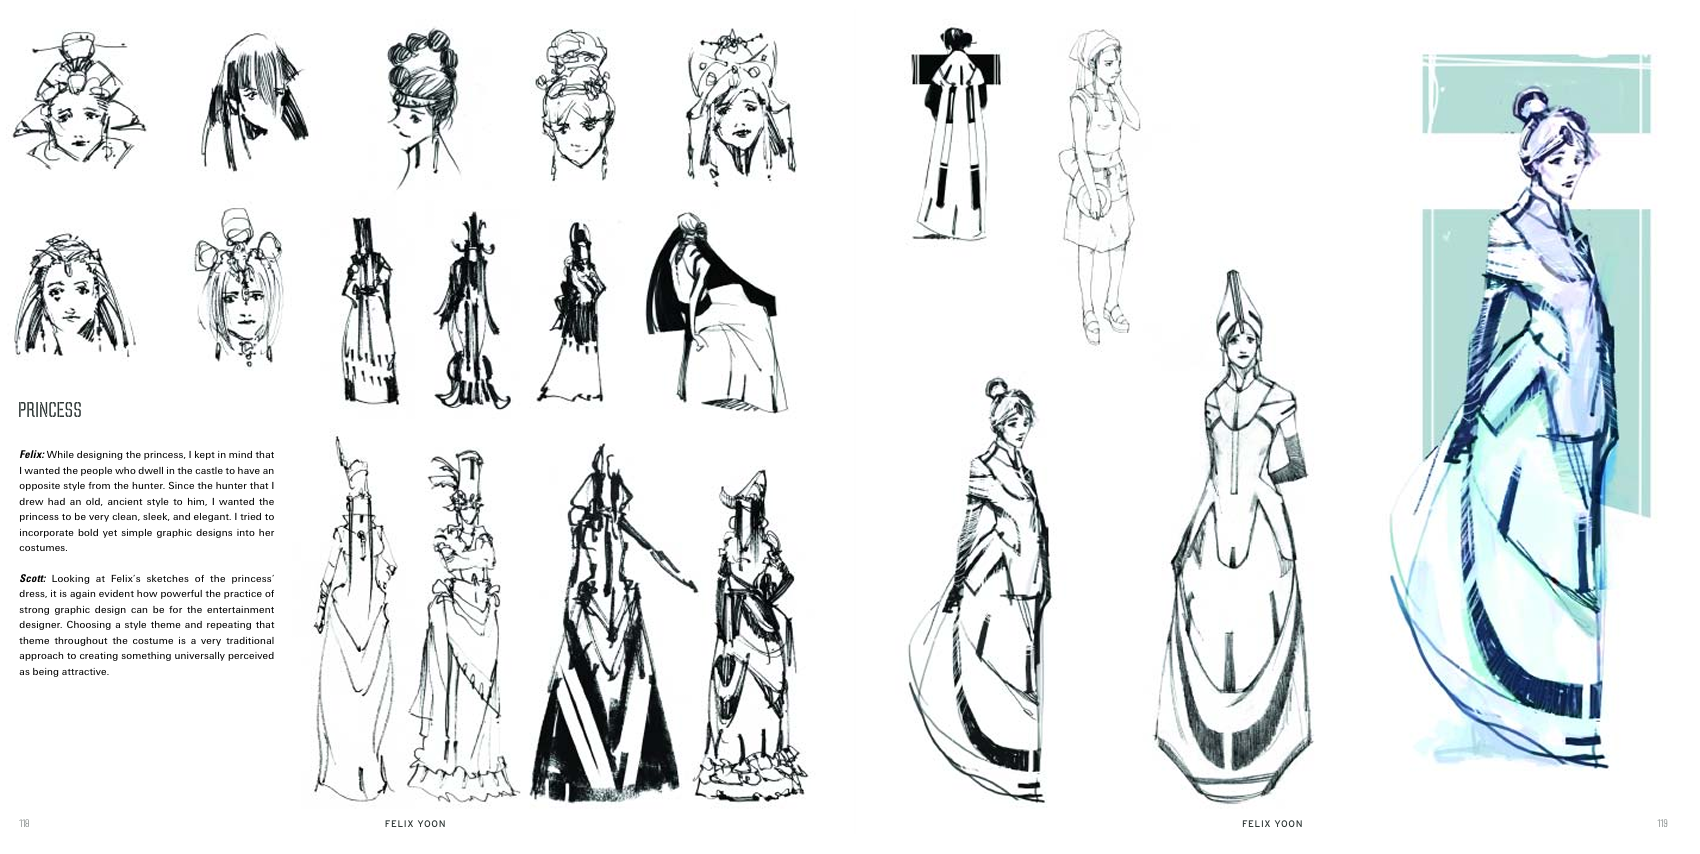 PRINCESS
Felix: While designing the princess, I kept in mind that
I wanted the people who dwell in the castle to have an
opposite style from the hunter. Since the hunter that I
drew had an old, ancient style to him, I wanted the
princess to be very clean, sleek, and elegant. I tried to
incorporate bold yet simple graphic designs into her
costumes.
Scott: Looking at Felix's sketches of the princess'
dress, it is again evident how powerful the practice of
strong graphic design can be for the entertainment
designer. Choosing a style theme and repeating that
theme throughout the costume is a very traditional
approach to creating something universally perceived
as being attractive.
118
FELIX YOON
FELIX YOON
119